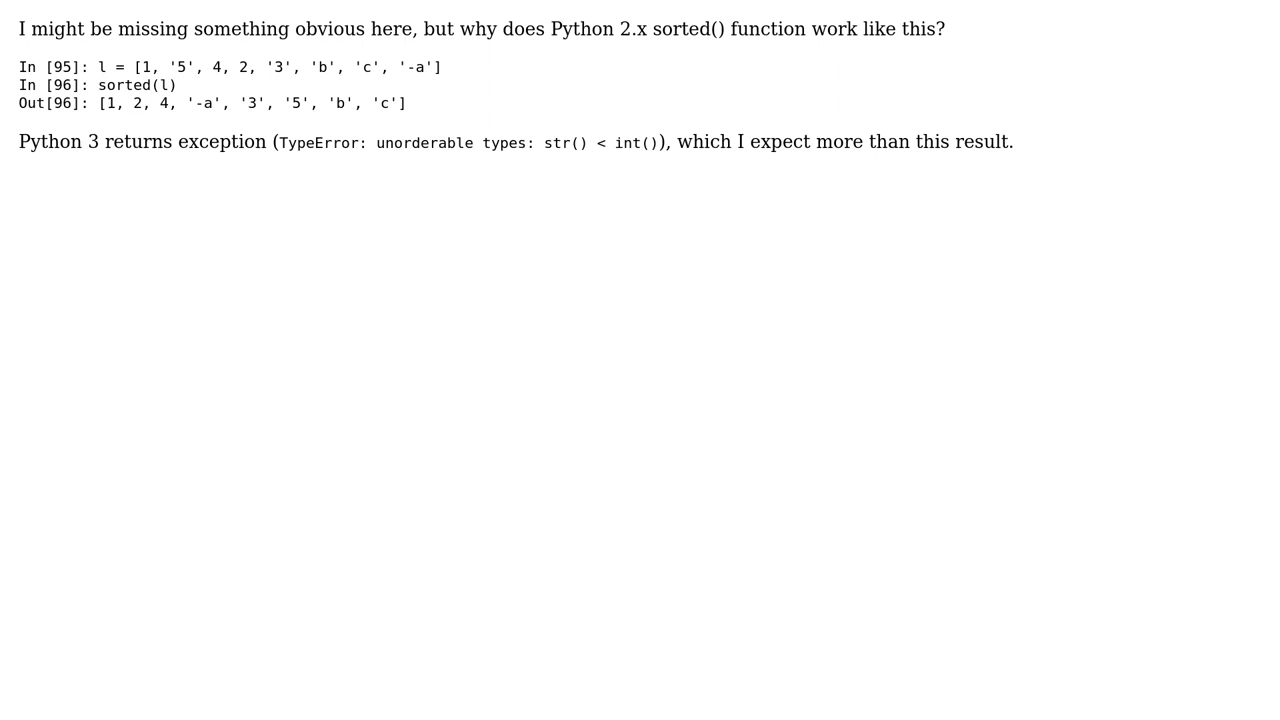 I might be missing something obvious here, but why does Python 2.x sorted() function work like this?
In [95]: l = [1, '5', 4, 2, '3', 'b', 'c', '-a']
In [96]: sorted(l)
Out[96]: [1, 2, 4, '-a', '3', '5', 'b', 'c']
Python 3 returns exception (TypeError: unorderable types: str() < int()), which I expect more than this result.